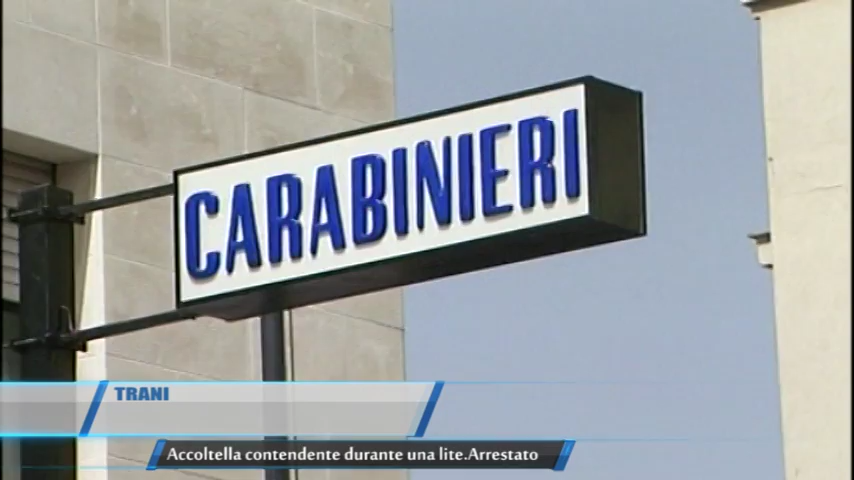 CARABINIERI
TRANI
Accoltella contendente durante una lite.Arrestato